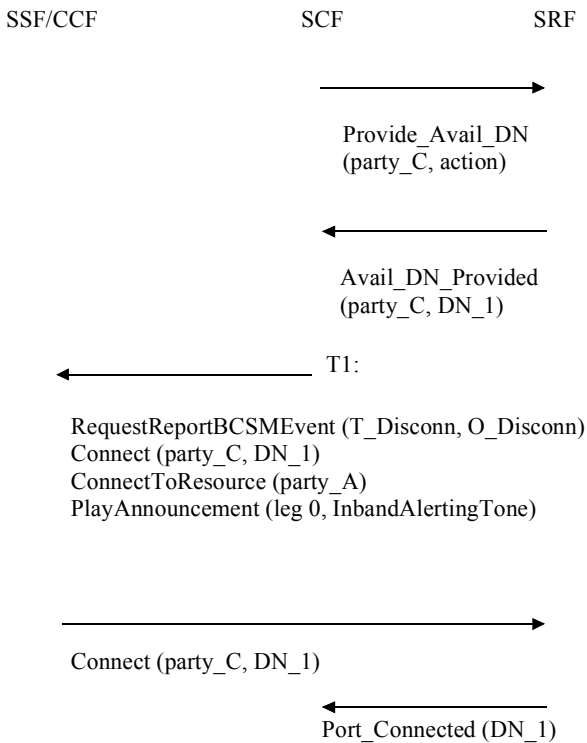 SSF/CCF SCF SRF
Provide_Avail_DN
(party_C, action)
Avail_DN_Provided
(party_C, DN_1)
T1:
RequestReportBCSMEvent (T_Disconn, O_Disconn)
Connect (party_C, DN_1)
ConnectToResource (party_A)
PlayAnnouncement (leg 0, InbandAlertingTone)
Connect (party_C, DN_1)
Port_Connected (DN_1)